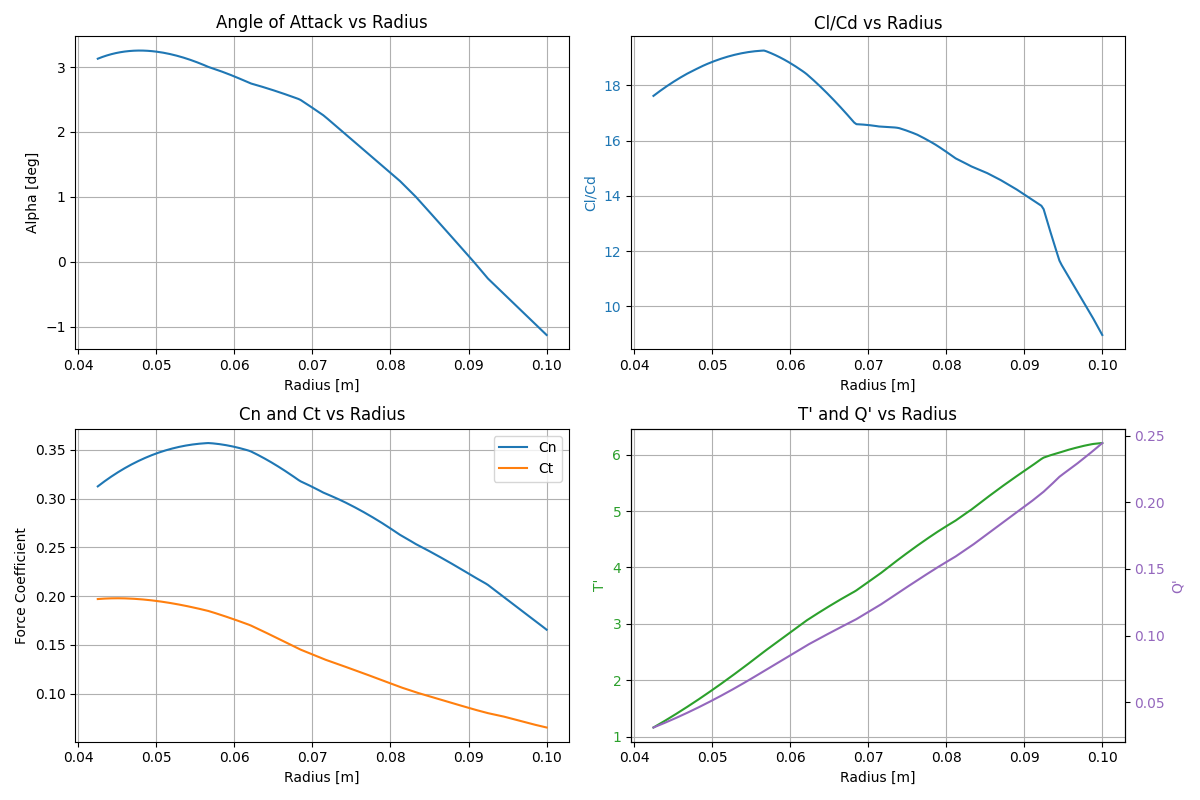 Angle of Attack vs Radius
Alpha [deg]
3
2
1
0
−1
0.04 0.05 0.06 0.07 0.08 0.09 0.10
Radius [m]
Cl/Cd vs Radius
Cl/Cd
18
16
14
12
10
0.04 0.05 0.06 0.07 0.08 0.09 0.10
Radius [m]
Cn and Ct vs Radius
Force Coefficient
0.35
0.30
0.25
0.20
0.15
0.10
Cn
Ct
0.04 0.05 0.06 0.07 0.08 0.09 0.10
Radius [m]
T' and Q' vs Radius
T'
6
5
4
3
2
1
0.25
0.20
0.15
0.10
0.05
Q'
0.04 0.05 0.06 0.07 0.08 0.09 0.10
Radius [m]